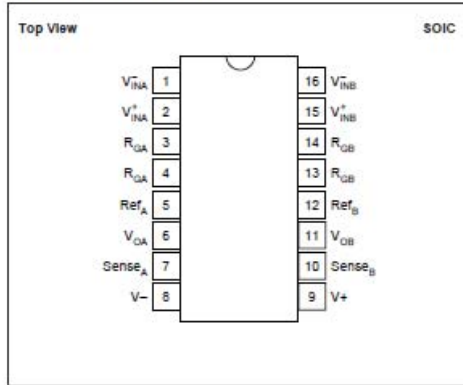 Top View SOIC
V⁻INA 1 16 V⁻INB
V⁺INA 2 15 V⁺INB
RGA 3 14 RGB
RGA 4 13 RGB
RefA 5 12 RefB
VOA 6 11 VOB
SenseA 7 10 SenseB
V– 8 9 V+